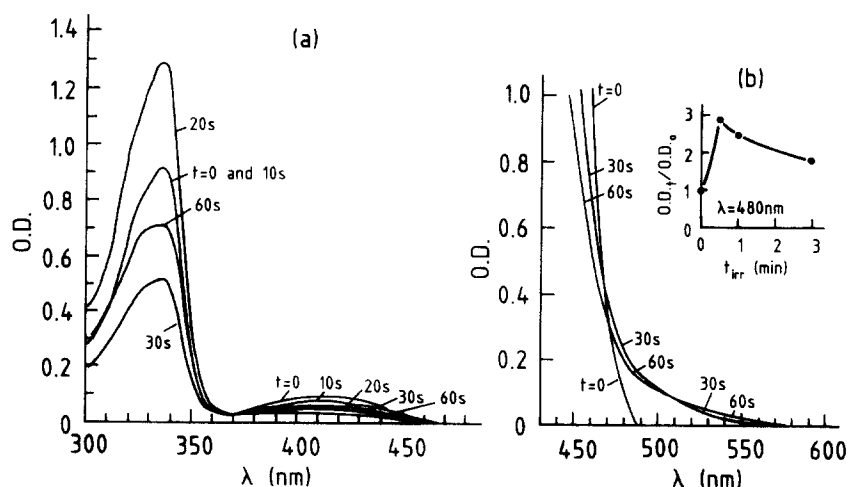 (a)
1.4
1.2
1.0
0.8
0.6
0.4
0.2
0
O.D.
20s
t=0 and 10s
60s
30s
t=0
10s
20s
30s
60s
300
350
400
450
λ (nm)
(b)
1.0
0.8
0.6
0.4
0.2
0
O.D.
t=0
30s
60s
30s
60s
t=0
30s
60s
450
500
550
600
λ (nm)
3
2
1
0
O.D.t/O.D.o
λ=480nm
0
1
3
tirr (min)